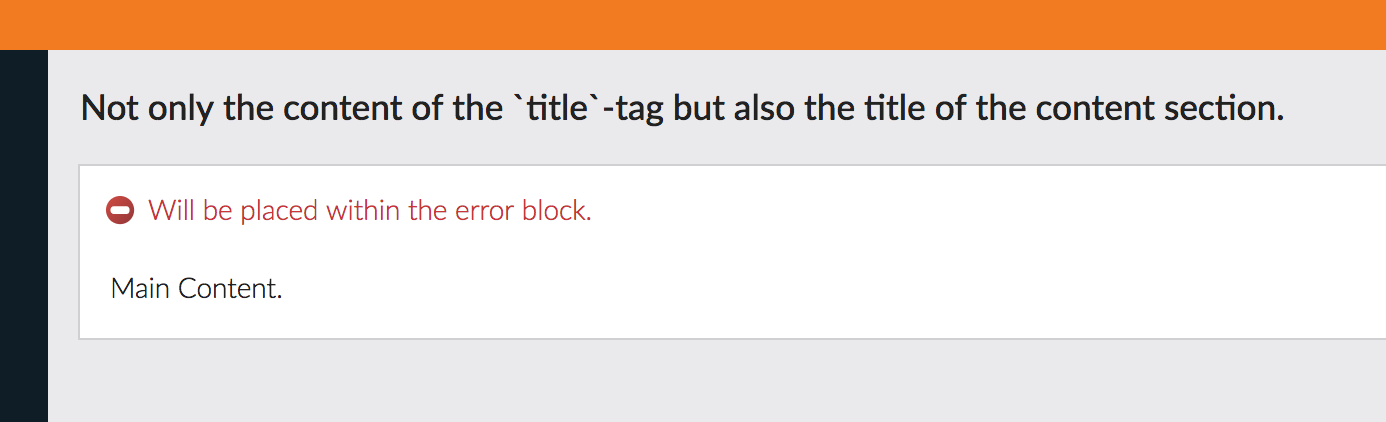 Not only the content of the `title`-tag but also the title of the content section.
Will be placed within the error block.
Main Content.